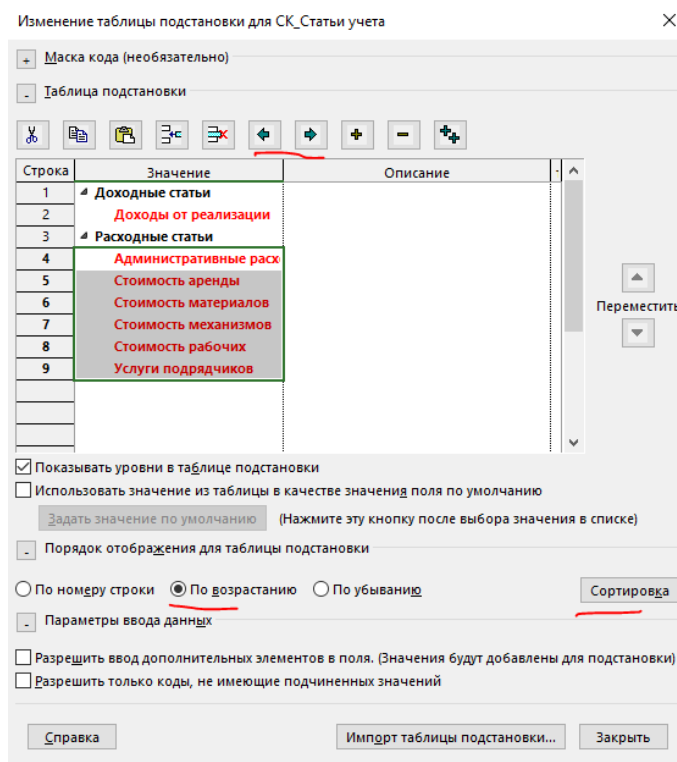 Изменение таблицы подстановки для СК_Статьи учета
+ Маска кода (необязательно)
- Таблица подстановки
Строка Значение Описание
1 Доходные статьи
2 Доходы от реализации
3 Расходные статьи
4 Административные расх
5 Стоимость аренды
6 Стоимость материалов
7 Стоимость механизмов
8 Стоимость рабочих
9 Услуги подрядчиков
Переместить
Показывать уровни в таблице подстановки
Использовать значение из таблицы в качестве значения поля по умолчанию
Задать значение по умолчанию (Нажмите эту кнопку после выбора значения в списке)
- Порядок отображения для таблицы подстановки
По номеру строки По возрастанию По убыванию Сортировка
- Параметры ввода данных
Разрешить ввод дополнительных элементов в поля. (Значения будут добавлены для подстановки)
Разрешить только коды, не имеющие подчиненных значений
Справка Импорт таблицы подстановки... Закрыть